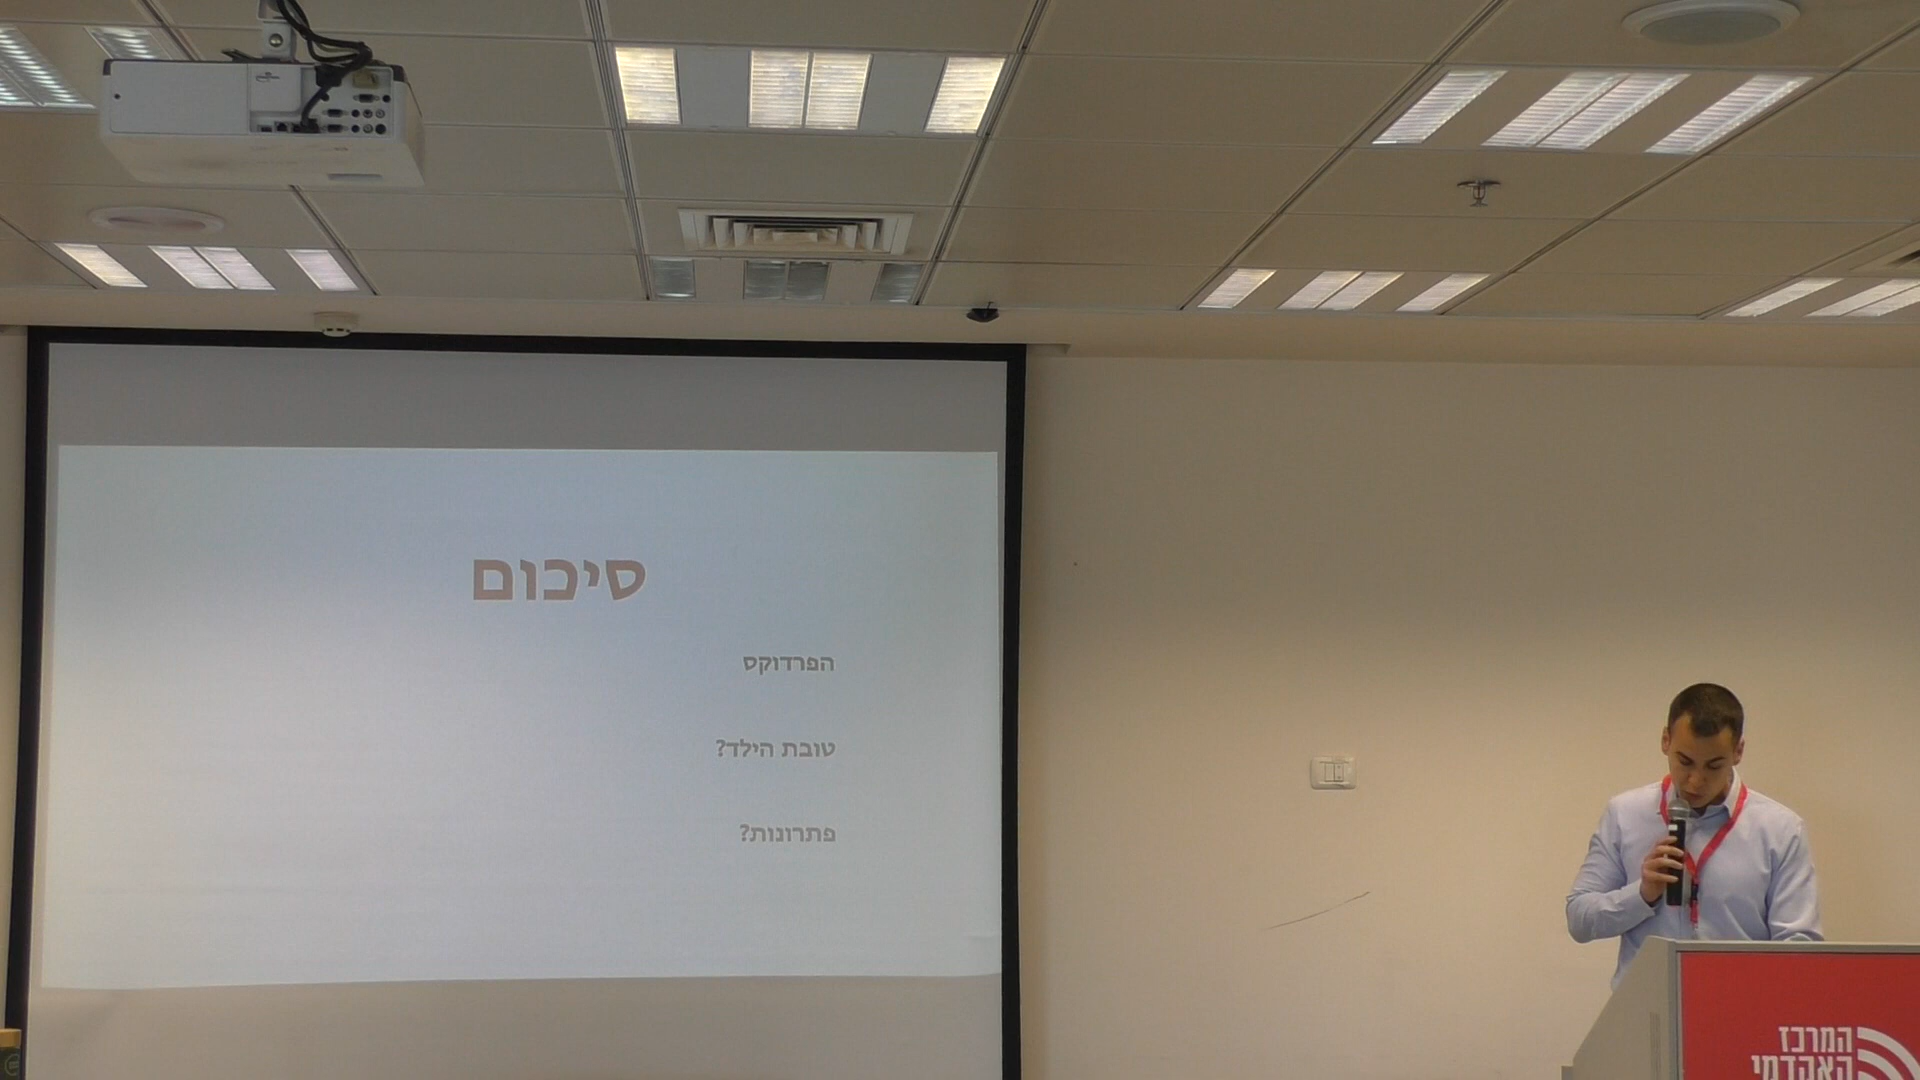 סיכום
הפרדוקס
טובת הילד?
פתרונות?
המרכז
האקדמי